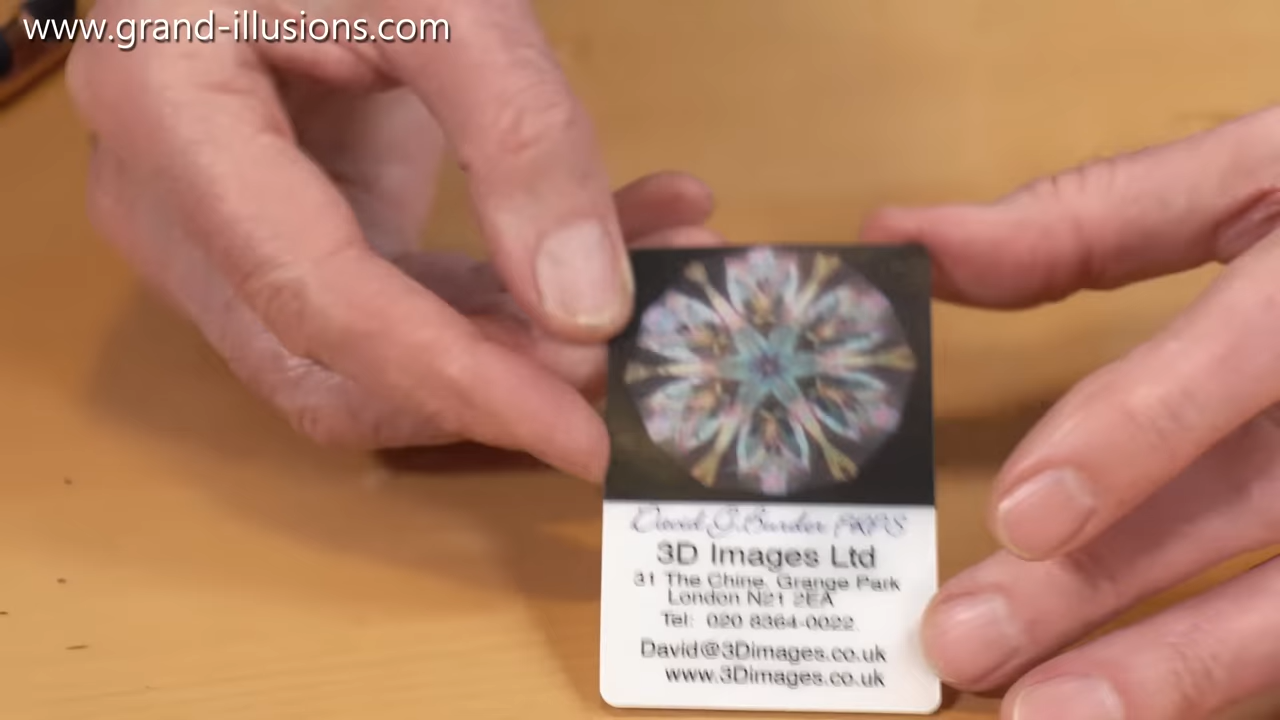 www.grand-illusions.com
David G. Burder FRPS
3D Images Ltd
31 The Chine, Grange Park
London N21 2EA
Tel: 020 8364-0022
David@3Dimages.co.uk
www.3Dimages.co.uk